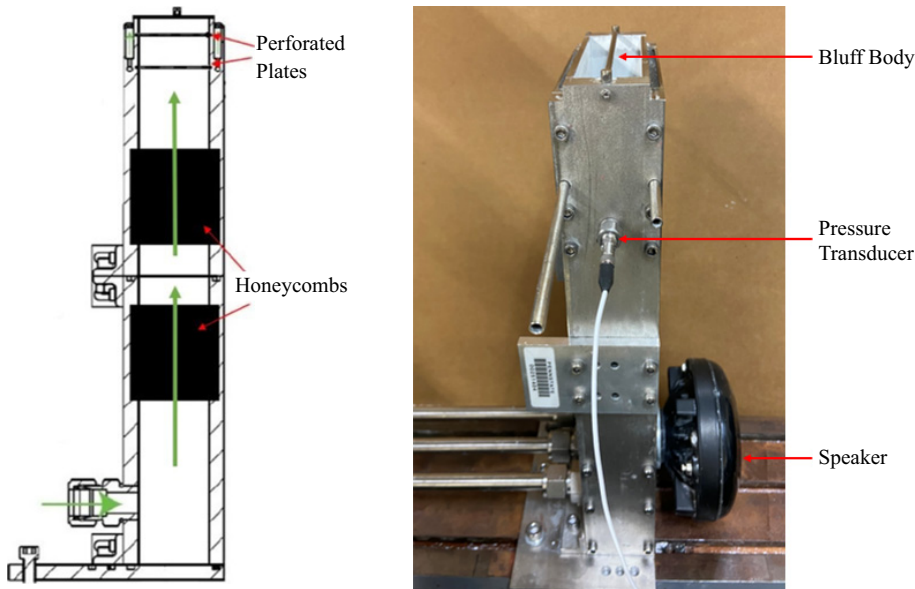 Perforated
Plates
Honeycombs
Bluff Body
Pressure
Transducer
Speaker